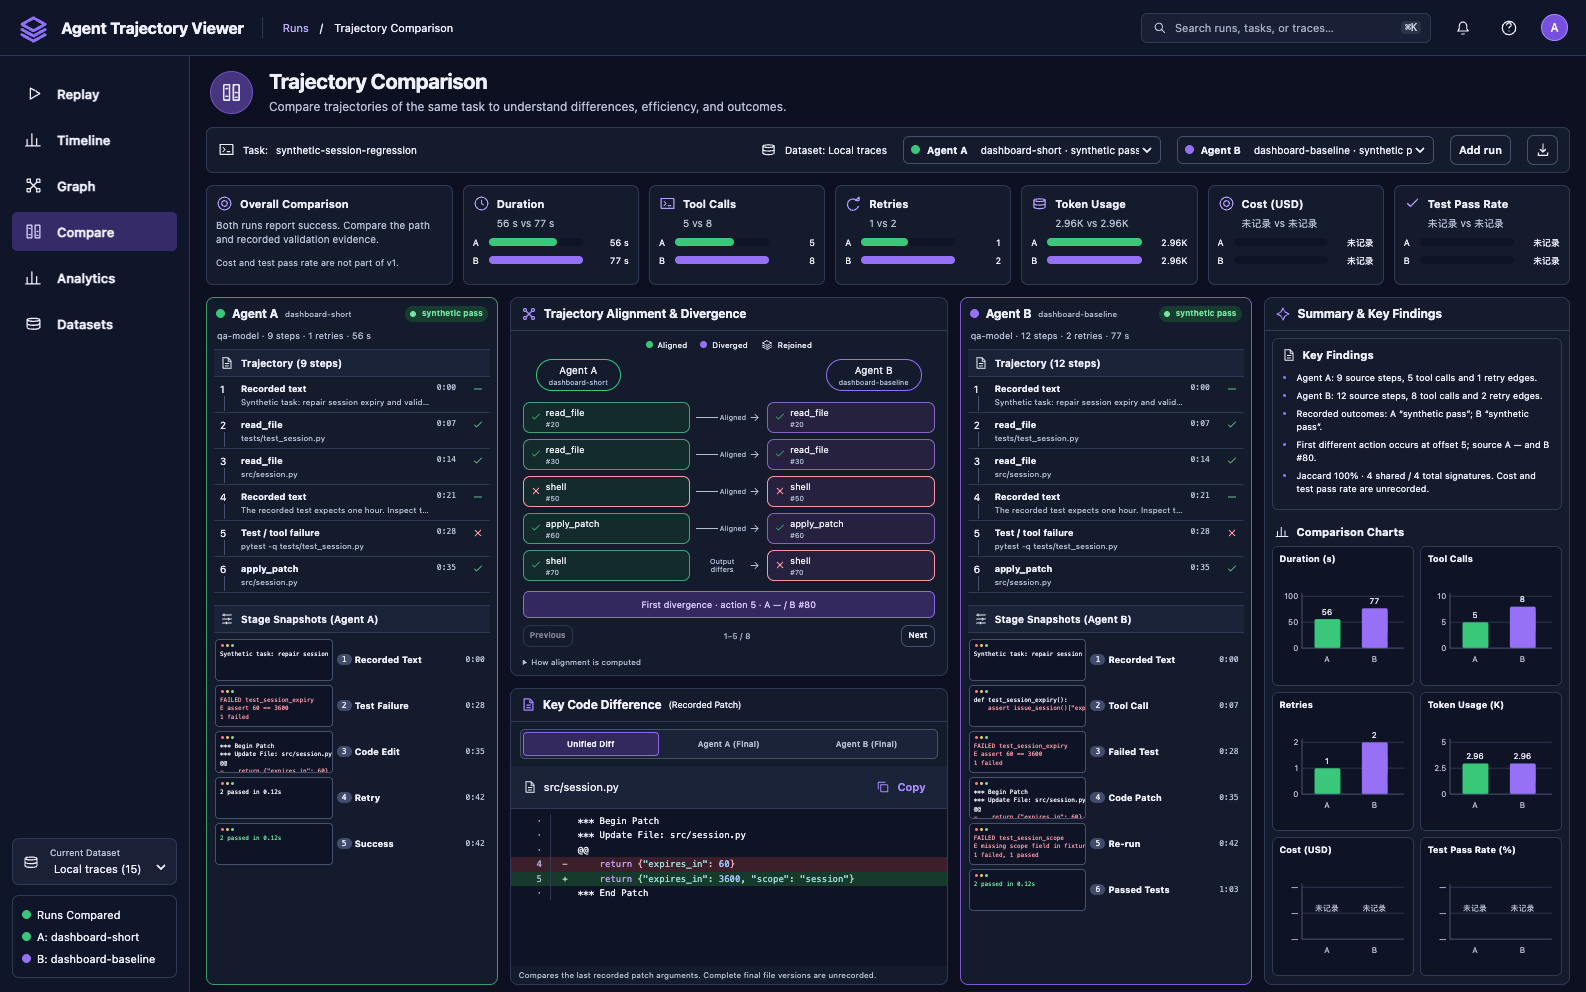 Agent Trajectory Viewer
Runs / Trajectory Comparison
Search runs, tasks, or traces...
⌘K
A
Replay
Timeline
Graph
Compare
Analytics
Datasets
Current Dataset
Local traces (15)
Runs Compared
A: dashboard-short
B: dashboard-baseline
Trajectory Comparison
Compare trajectories of the same task to understand differences, efficiency, and outcomes.
Task: synthetic-session-regression
Dataset: Local traces
Agent A dashboard-short · synthetic pass
Agent B dashboard-baseline · synthetic p
Add run
Overall Comparison
Both runs report success. Compare the path
and recorded validation evidence.
Cost and test pass rate are not part of v1.
Duration
56 s vs 77 s
A 56 s
B 77 s
Tool Calls
5 vs 8
A 5
B 8
Retries
1 vs 2
A 1
B 2
Token Usage
2.96K vs 2.96K
A 2.96K
B 2.96K
Cost (USD)
未记录 vs 未记录
A 未记录
B 未记录
Test Pass Rate
未记录 vs 未记录
A 未记录
B 未记录
Agent A dashboard-short synthetic pass
qa-model · 9 steps · 1 retries · 56 s
Trajectory (9 steps)
1 Recorded text 0:00
Synthetic task: repair session expiry and valid...
2 read_file 0:07
tests/test_session.py
3 read_file 0:14
src/session.py
4 Recorded text 0:21
The recorded test expects one hour. Inspect t...
5 Test / tool failure 0:28
pytest -q tests/test_session.py
6 apply_patch 0:35
src/session.py
Stage Snapshots (Agent A)
Synthetic task: repair session
1 Recorded Text 0:00
FAILED test_session_expiry
E assert 60 == 3600
1 failed
2 Test Failure 0:28
*** Begin Patch
*** Update File: src/session.py
@@
- return {"expires_in": 60}
3 Code Edit 0:35
2 passed in 0.12s
4 Retry 0:42
2 passed in 0.12s
5 Success 0:42
Trajectory Alignment & Divergence
Aligned Diverged Rejoined
Agent A
dashboard-short
Agent B
dashboard-baseline
read_file
#20
Aligned
read_file
#20
read_file
#30
Aligned
read_file
#30
shell
#50
Aligned
shell
#50
apply_patch
#60
Aligned
apply_patch
#60
shell
#70
Output
differs
shell
#70
First divergence · action 5 · A — / B #80
Previous
1–5 / 8
Next
How alignment is computed
Key Code Difference (Recorded Patch)
Unified Diff
Agent A (Final)
Agent B (Final)
src/session.py
Copy
· *** Begin Patch
· *** Update File: src/session.py
· @@
4 − return {"expires_in": 60}
5 + return {"expires_in": 3600, "scope": "session"}
· *** End Patch
Compares the last recorded patch arguments. Complete final file versions are unrecorded.
Agent B dashboard-baseline synthetic pass
qa-model · 12 steps · 2 retries · 77 s
Trajectory (12 steps)
1 Recorded text 0:00
Synthetic task: repair session expiry and valid...
2 read_file 0:07
tests/test_session.py
3 read_file 0:14
src/session.py
4 Recorded text 0:21
The recorded test expects one hour. Inspect t...
5 Test / tool failure 0:28
pytest -q tests/test_session.py
6 apply_patch 0:35
src/session.py
Stage Snapshots (Agent B)
Synthetic task: repair session
1 Recorded Text 0:00
def test_session_expiry():
assert issue_session()["exp
2 Tool Call 0:07
FAILED test_session_expiry
E assert 60 == 3600
1 failed
3 Failed Test 0:28
*** Begin Patch
*** Update File: src/session.py
@@
- return {"expires_in": 60}
4 Code Patch 0:35
FAILED test_session_scope
E missing scope field in fixtur
1 failed, 1 passed
5 Re-run 0:42
2 passed in 0.12s
6 Passed Tests 1:03
Summary & Key Findings
Key Findings
• Agent A: 9 source steps, 5 tool calls and 1 retry edges.
• Agent B: 12 source steps, 8 tool calls and 2 retry edges.
• Recorded outcomes: A “synthetic pass”; B “synthetic
pass”.
• First different action occurs at offset 5; source A — and B
#80.
• Jaccard 100% · 4 shared / 4 total signatures. Cost and
test pass rate are unrecorded.
Comparison Charts
Duration (s)
100
50
0
56
77
A
B
Tool Calls
10
5
0
5
8
A
B
Retries
2
1
0
1
2
A
B
Token Usage (K)
5
2.5
0
2.96
2.96
A
B
Cost (USD)
—
—
—
未记录
未记录
A
B
Test Pass Rate (%)
—
—
—
未记录
未记录
A
B